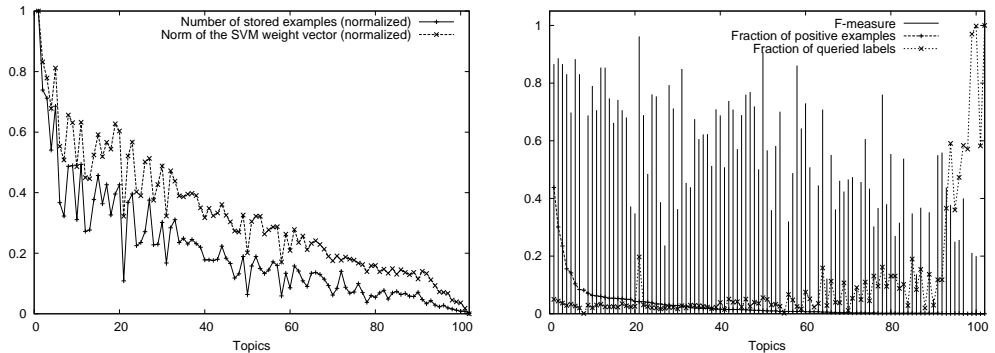 Number of stored examples (normalized)
Norm of the SVM weight vector (normalized)
1
0.8
0.6
0.4
0.2
0
0 20 40 60 80 100
Topics
F-measure
Fraction of positive examples
Fraction of queried labels
1
0.8
0.6
0.4
0.2
0
0 20 40 60 80 100
Topics